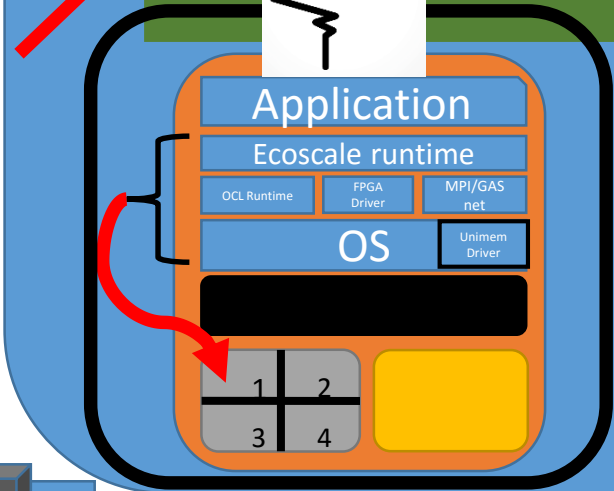 Application
Ecoscale runtime
OCL Runtime
FPGA
Driver
MPI/GAS
net
OS
Unimem
Driver
1 2
3 4